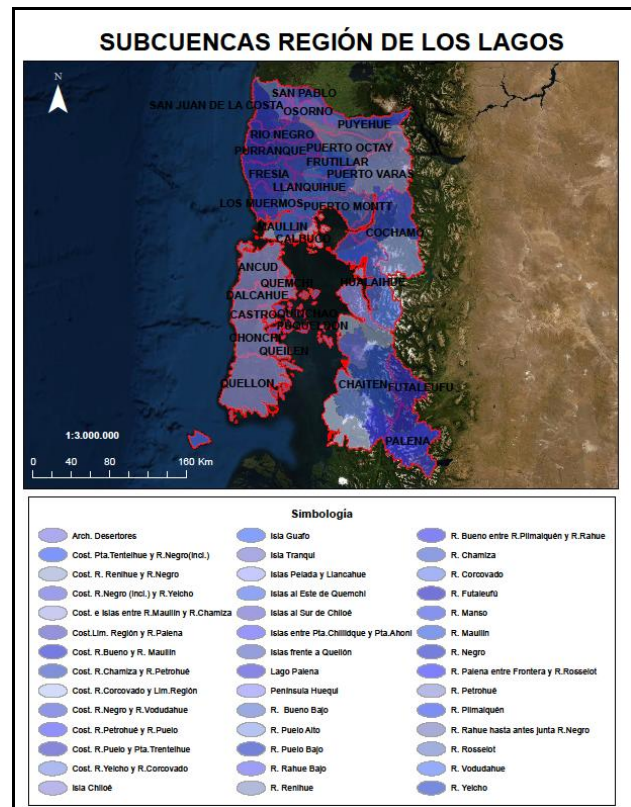 SUBCUENCAS REGIÓN DE LOS LAGOS
N
SAN PABLO
SAN JUAN DE LA COSTA
OSORNO
PUYEHUE
RIO NEGRO
PURRANQUE
PUERTO OCTAY
FRUTILLAR
FRESIA
PUERTO VARAS
LLANQUIHUE
LOS MUERMOS
PUERTO MONTT
MAULLIN
CALBUCO
COCHAMO
ANCUD
QUEMCHI
HUALAIHUE
DALCAHUE
CASTRO
QUINCHAO
PUQUELDON
CHONCHI
QUEILEN
QUELLON
CHAITEN
FUTALEUFU
PALENA
1:3.000.000
0 40 80 160 Km
Simbología
Arch. Desertores
Cost. Pta.Tentelhue y R.Negro(incl.)
Cost. R. Renihue y R.Negro
Cost. R.Negro (incl.) y R.Yelcho
Cost. e Islas entre R.Maullin y R.Chamiza
Cost.Lim. Región y R.Palena
Cost. R.Bueno y R. Maullin
Cost. R.Chamiza y R.Petrohué
Cost. R.Corcovado y Lim.Región
Cost. R.Negro y R.Vodudahue
Cost. R.Petrohué y R.Puelo
Cost. R.Puelo y Pta.Tentelhue
Cost. R.Yelcho y R.Corcovado
Isla Chiloé
Isla Guafo
Isla Tranqui
Islas Pelada y Llancahue
Islas al Este de Quemchi
Islas al Sur de Chiloé
Islas entre Pta.Chilidque y Pta.Ahoni
Islas frente a Quellón
Lago Palena
Peninsula Huequi
R. Bueno Bajo
R. Puelo Alto
R. Puelo Bajo
R. Rahue Bajo
R. Renihue
R. Bueno entre R.Pilmaiquén y R.Rahue
R. Chamiza
R. Corcovado
R. Futaleufú
R. Manso
R. Maullin
R. Negro
R. Palena entre Frontera y R.Rosselot
R. Petrohué
R. Pilmaiquén
R. Rahue hasta antes junta R.Negro
R. Rosselot
R. Vodudahue
R. Yelcho